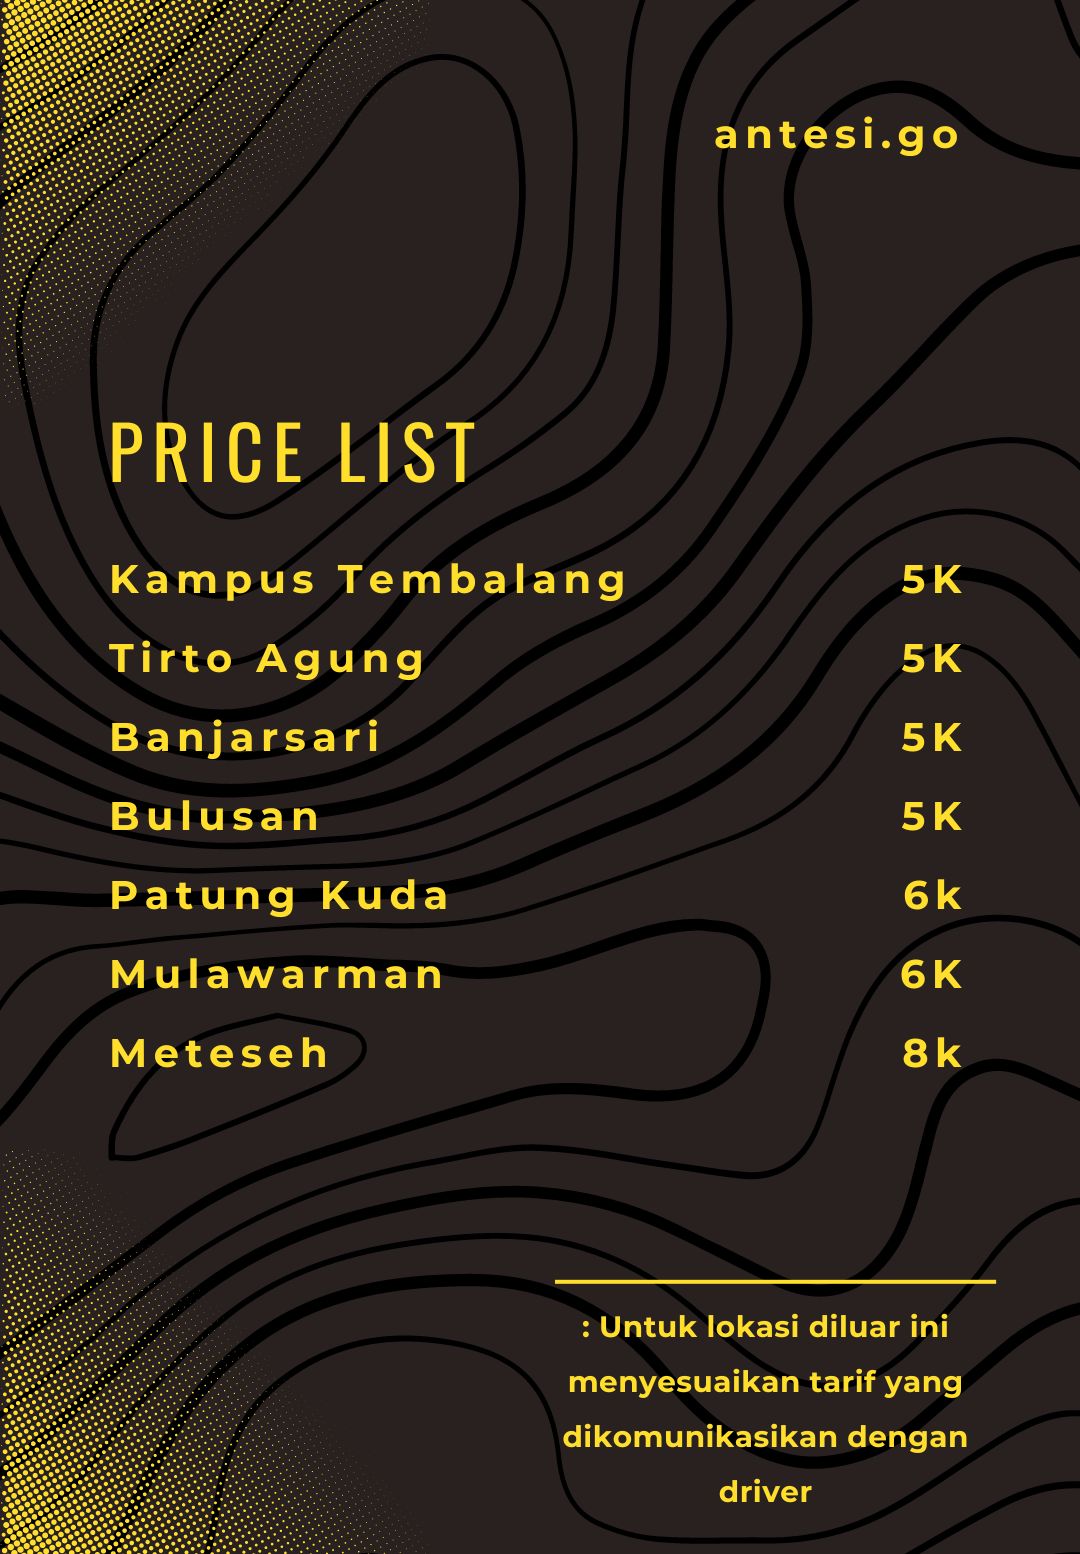 antesi.go
PRICE LIST
Kampus Tembalang 5K
Tirto Agung 5K
Banjarsari 5K
Bulusan 5K
Patung Kuda 6k
Mulawarman 6K
Meteseh 8k
: Untuk lokasi diluar ini
menyesuaikan tarif yang
dikomunikasikan dengan
driver